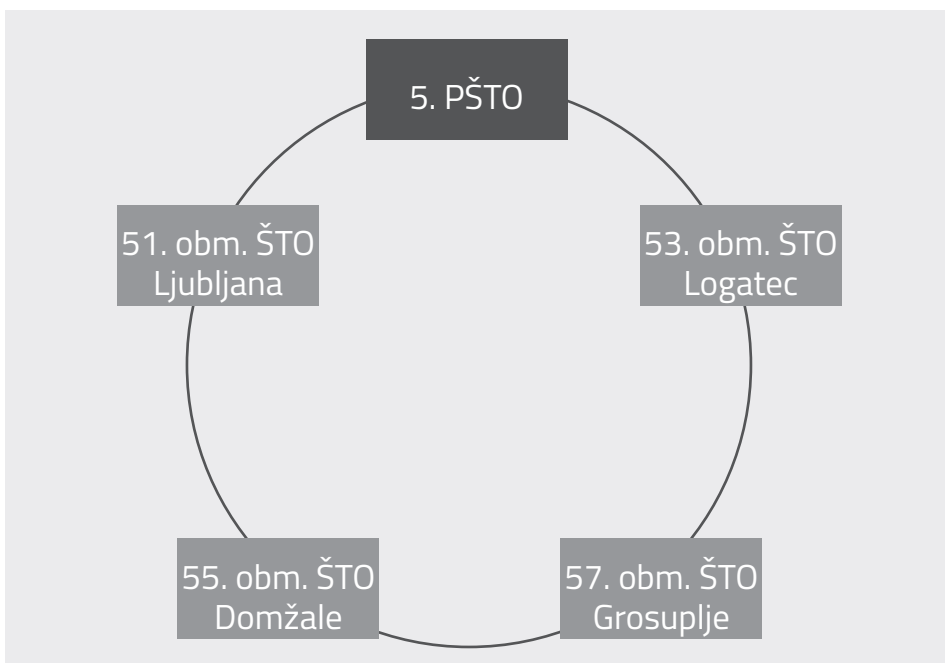 5. PŠTO
51. obm. ŠTO
Ljubljana
53. obm. ŠTO
Logatec
55. obm. ŠTO
Domžale
57. obm. ŠTO
Grosuplje